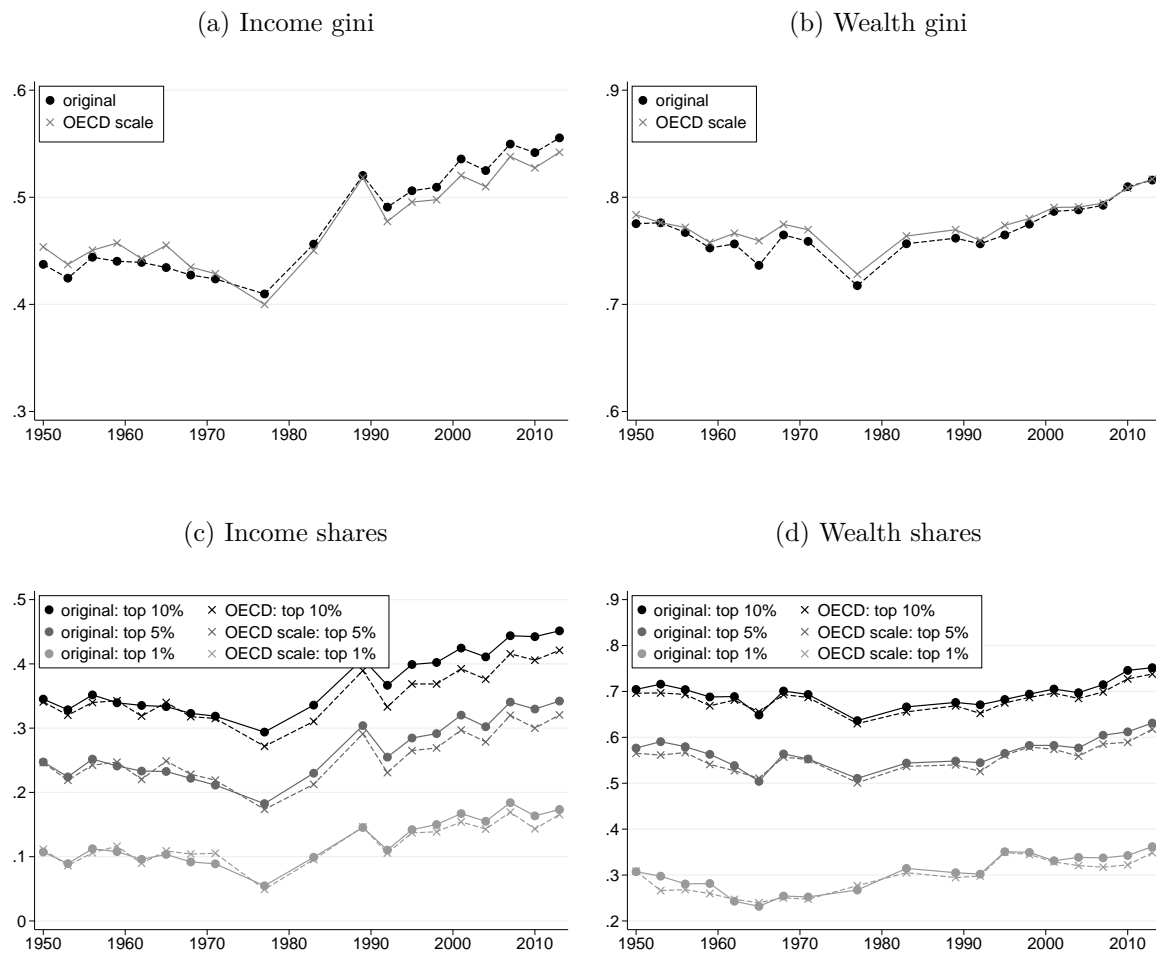 (a) Income gini
(b) Wealth gini
.6
.5
.4
.3
original
OECD scale
1950 1960 1970 1980 1990 2000 2010
.9
.8
.7
.6
original
OECD scale
1950 1960 1970 1980 1990 2000 2010
(c) Income shares
(d) Wealth shares
.5
.4
.3
.2
.1
0
original: top 10% OECD: top 10%
original: top 5% OECD scale: top 5%
original: top 1% OECD scale: top 1%
1950 1960 1970 1980 1990 2000 2010
.9
.8
.7
.6
.5
.4
.3
.2
original: top 10% OECD: top 10%
original: top 5% OECD scale: top 5%
original: top 1% OECD scale: top 1%
1950 1960 1970 1980 1990 2000 2010